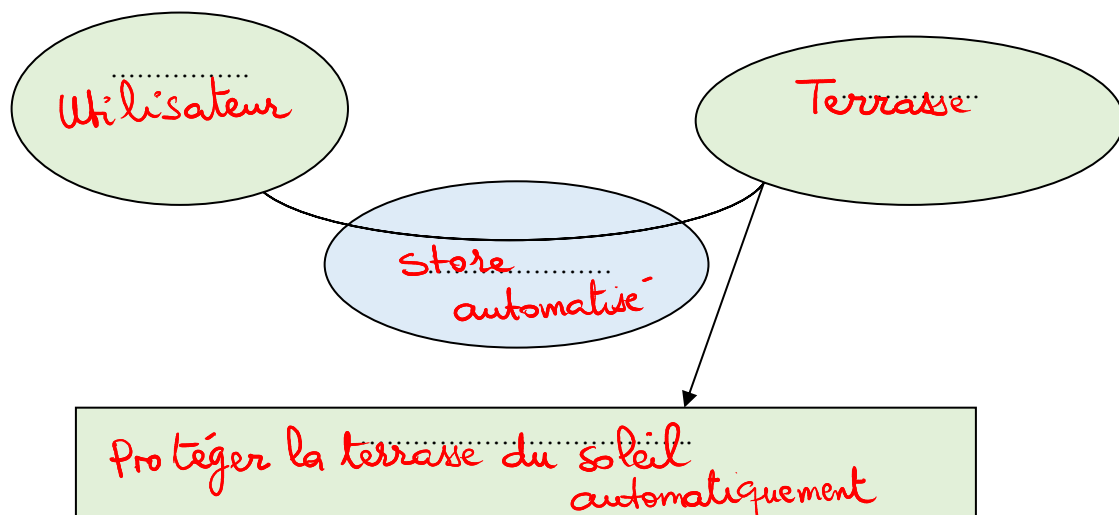 Utilisateur
Terrasse
Store
automatisé
Protéger la terrasse du soleil
automatiquement